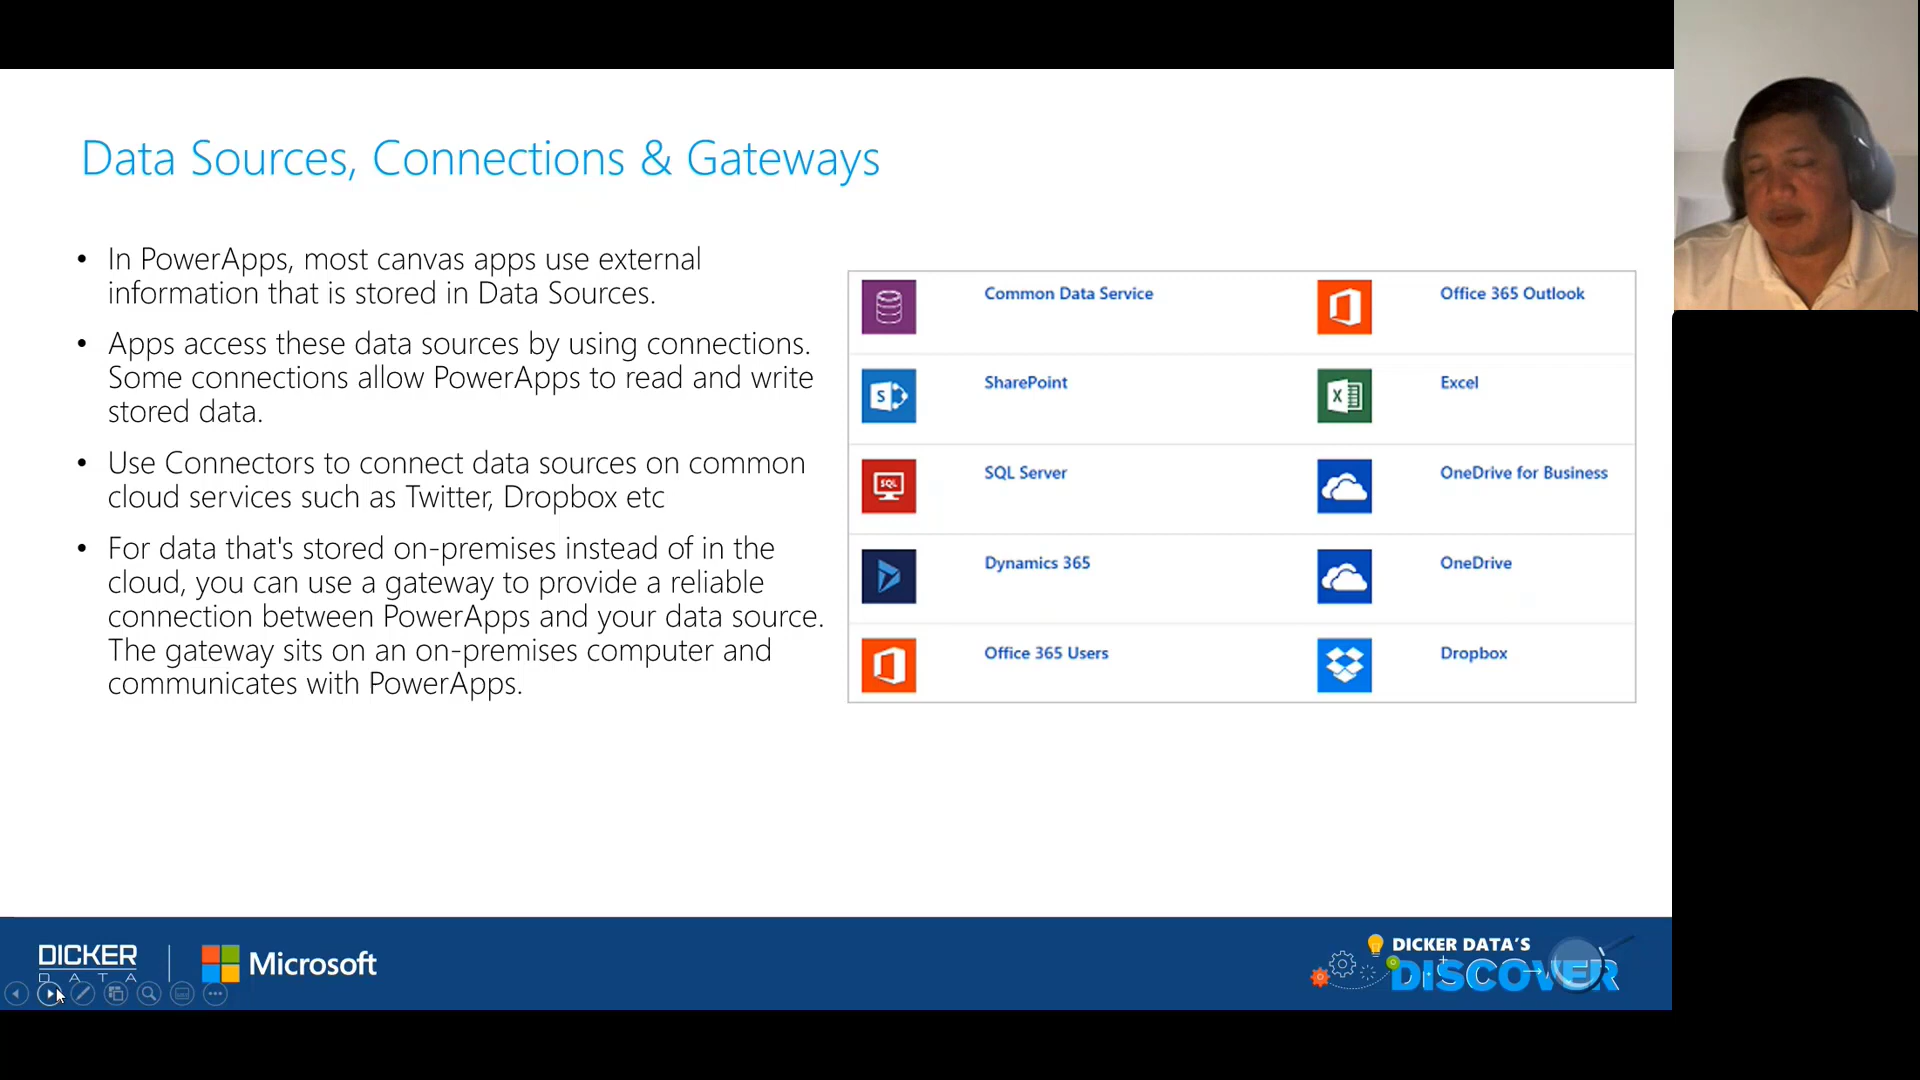 Data Sources, Connections & Gateways
• In PowerApps, most canvas apps use external
information that is stored in Data Sources.
• Apps access these data sources by using connections.
Some connections allow PowerApps to read and write
stored data.
• Use Connectors to connect data sources on common
cloud services such as Twitter, Dropbox etc
• For data that's stored on-premises instead of in the
cloud, you can use a gateway to provide a reliable
connection between PowerApps and your data source.
The gateway sits on an on-premises computer and
communicates with PowerApps.
Common Data Service
Office 365 Outlook
S
SharePoint
X
Excel
SQL
SQL Server
OneDrive for Business
Dynamics 365
OneDrive
Office 365 Users
Dropbox
DICKER
DATA
Microsoft
DICKER DATA'S
DISCOVER